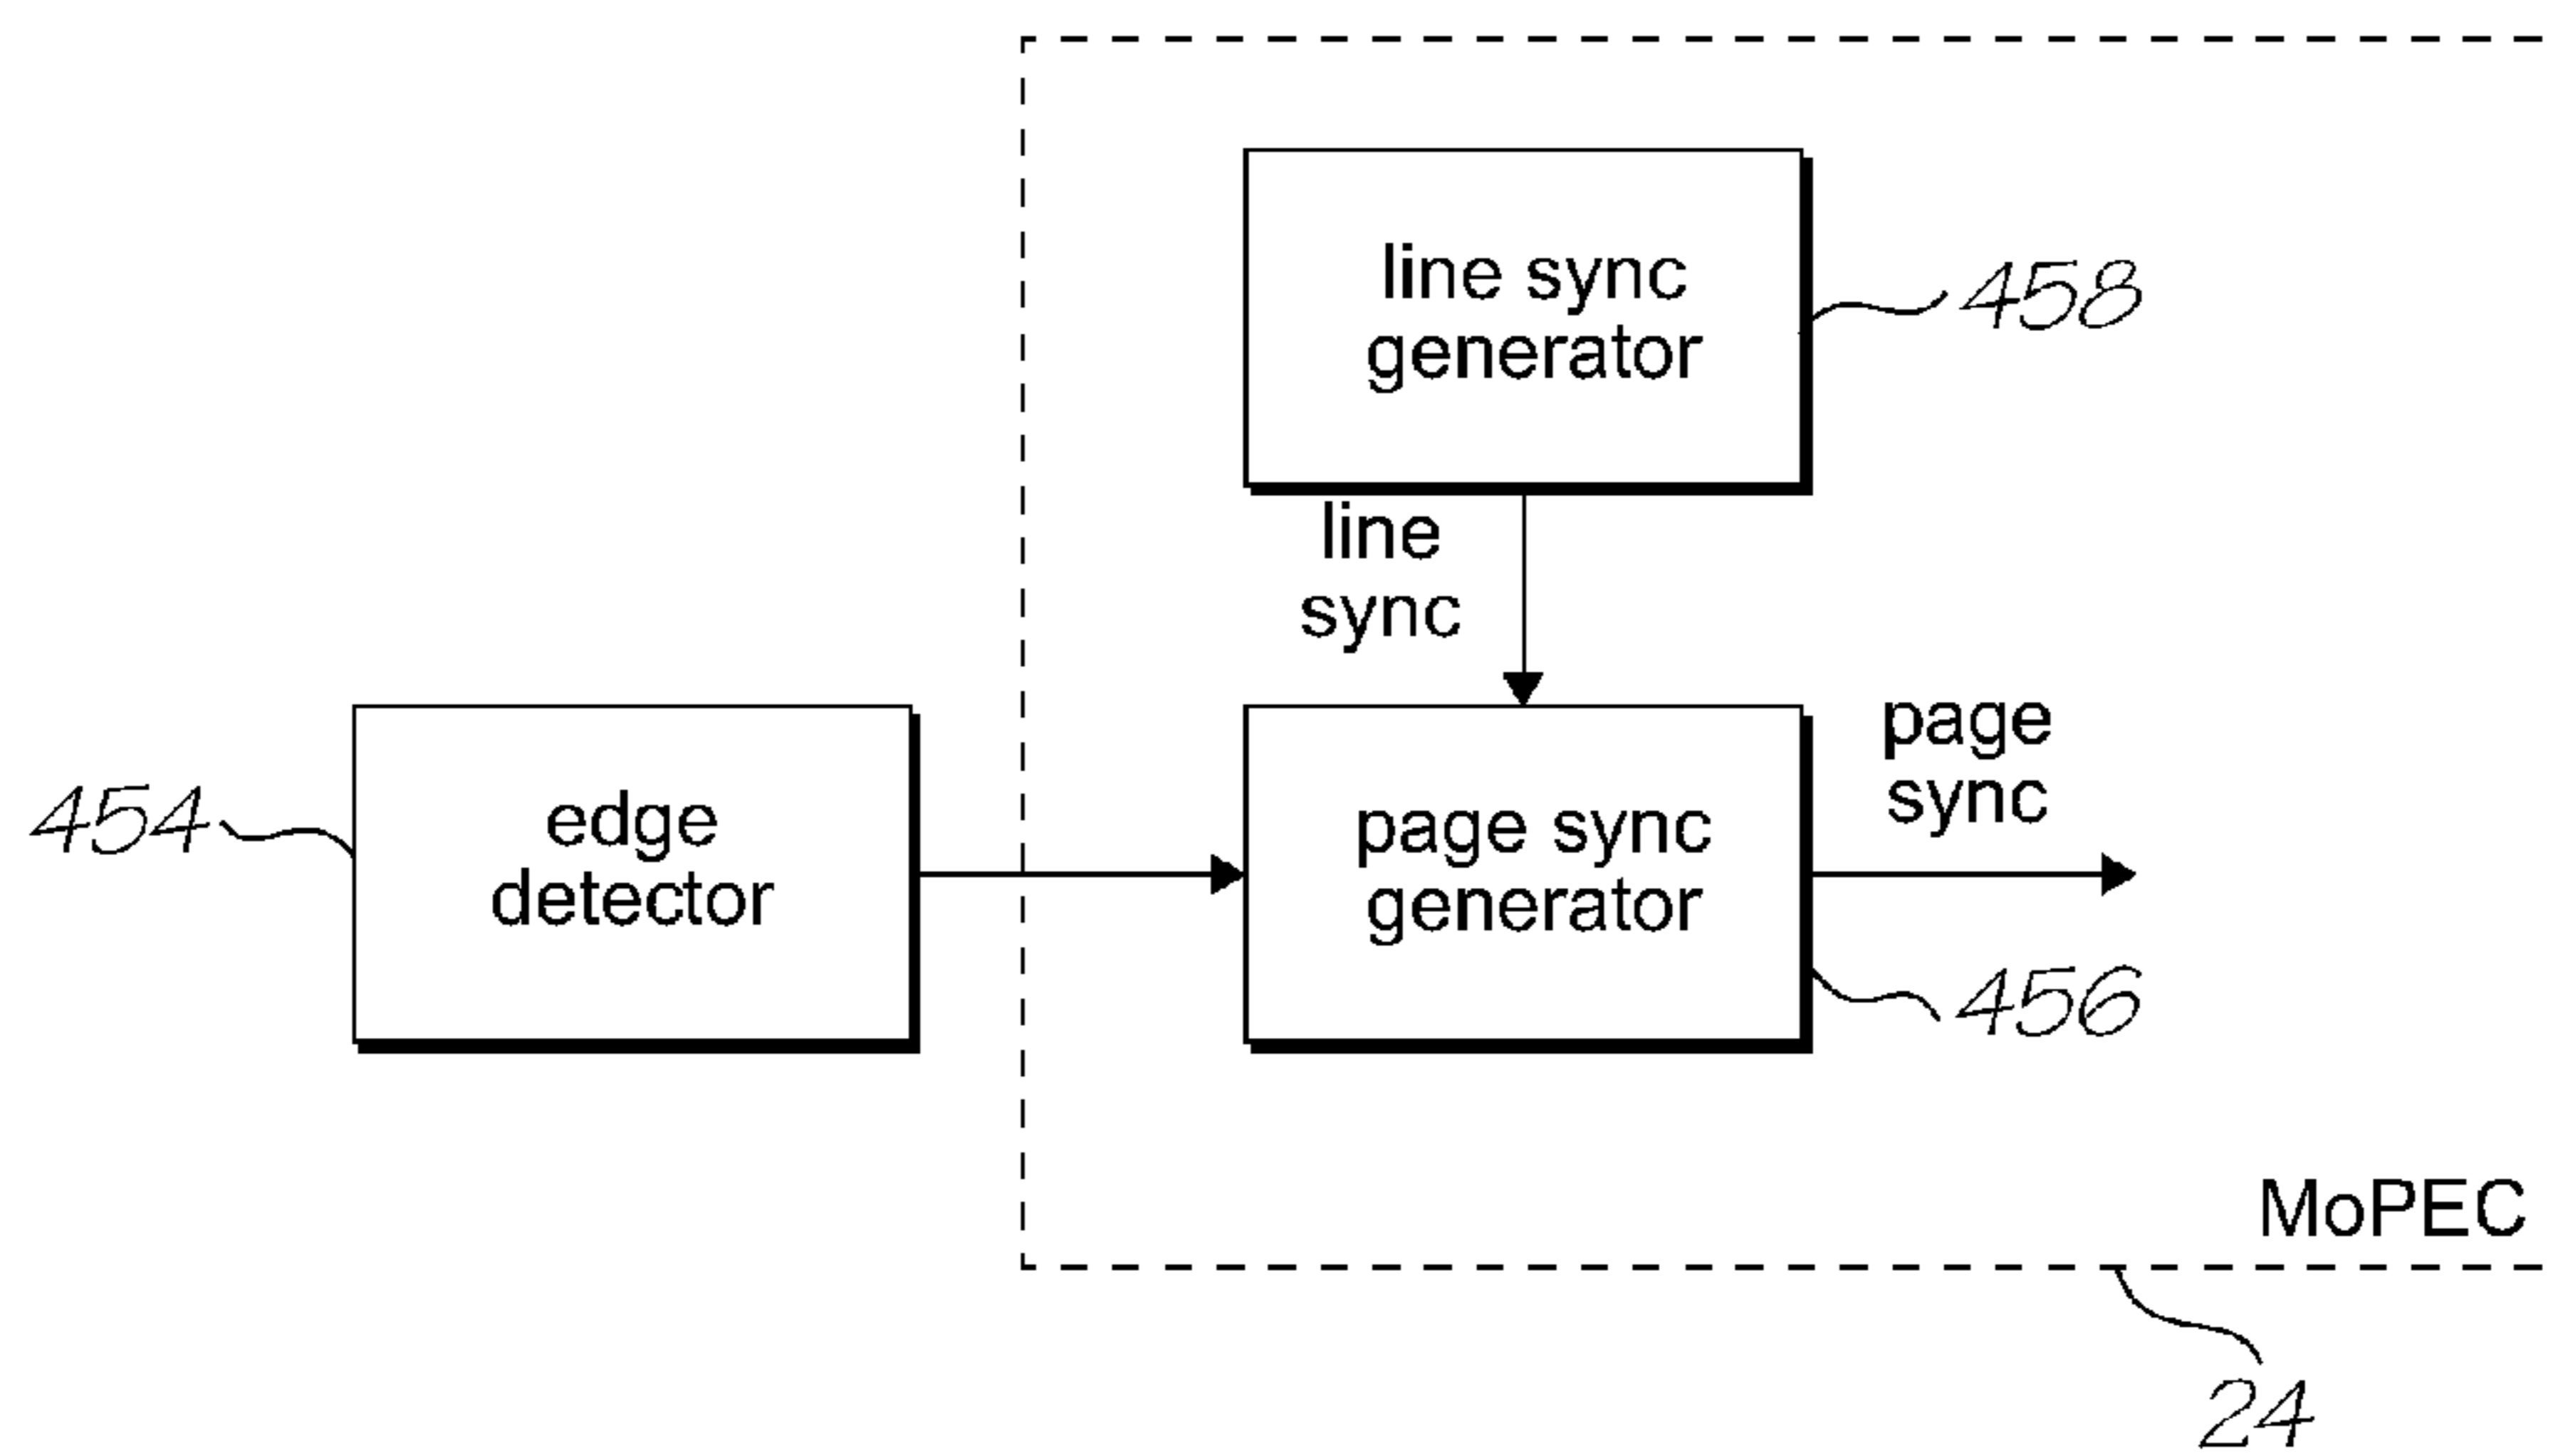 line sync
generator
458
line
sync
page
sync
454
edge
detector
page sync
generator
456
MoPEC
24